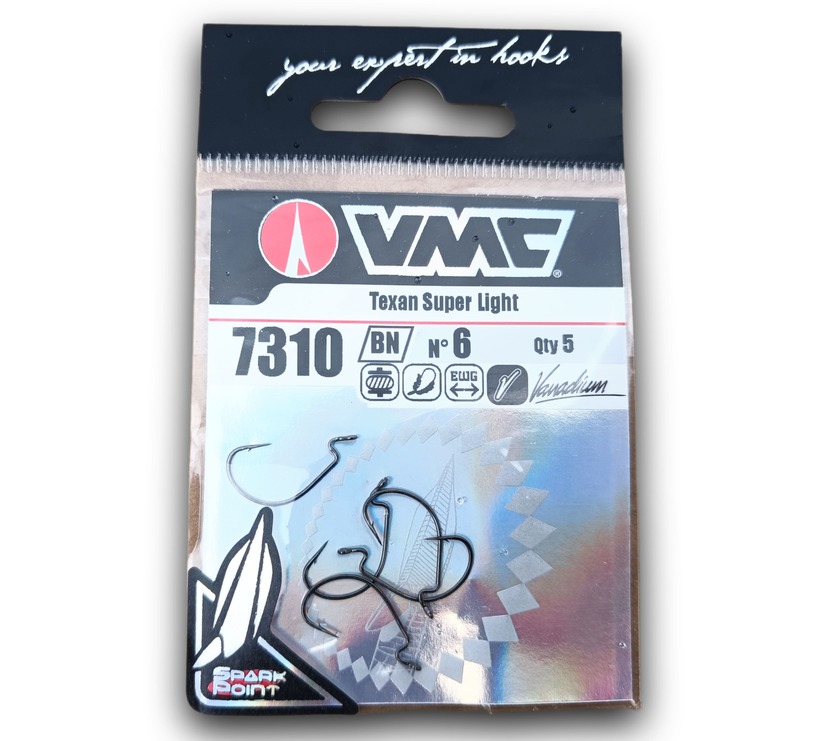 your expert in hooks
VMC®
Texan Super Light
7310 BN N° 6 Qty 5
EWG Vanadium
SPARK
POINT